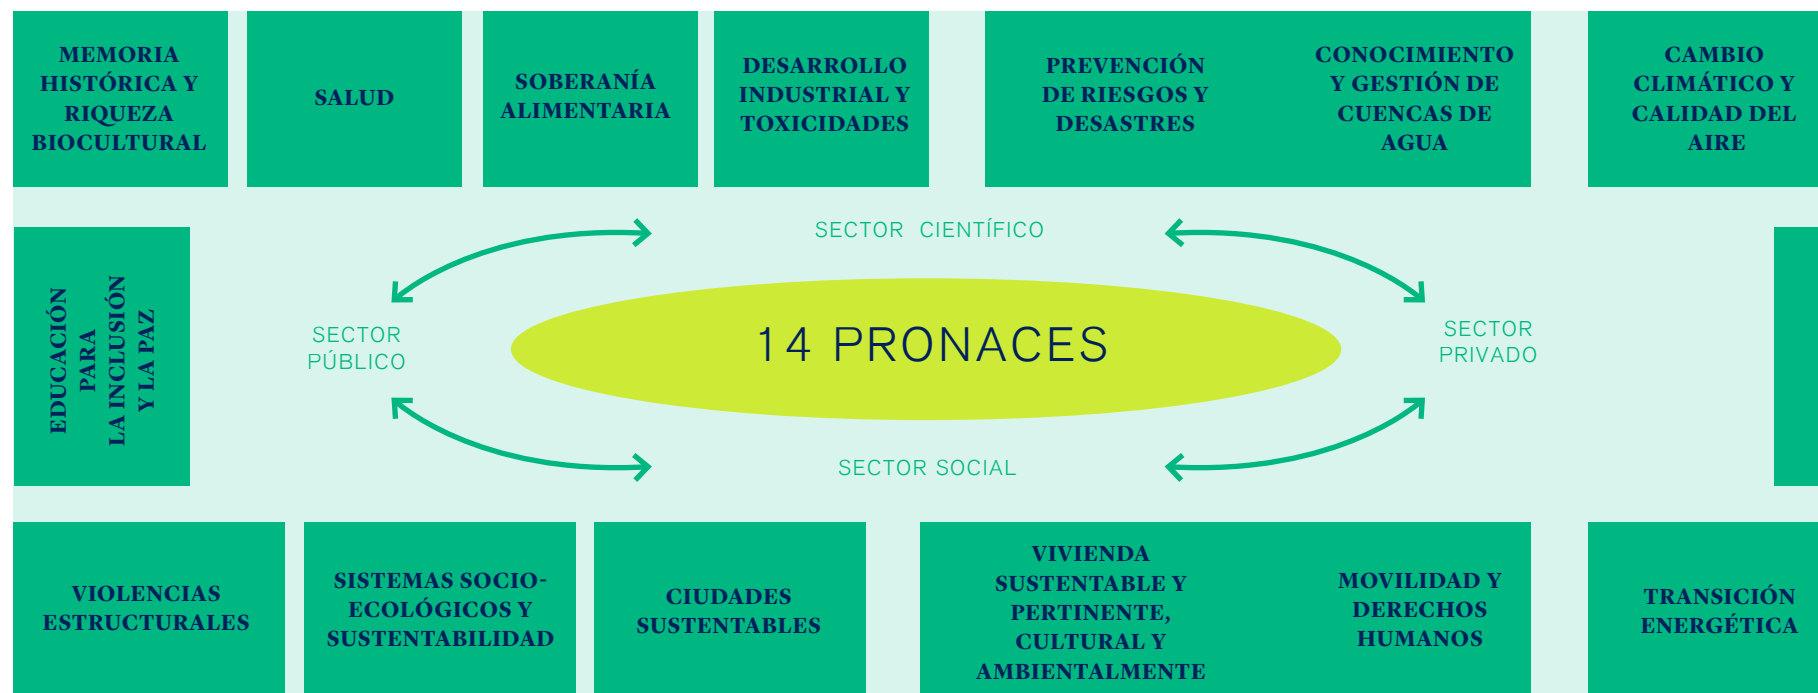 MEMORIA
HISTÓRICA Y
RIQUEZA
BIOCULTURAL
SALUD
SOBERANÍA
ALIMENTARIA
DESARROLLO
INDUSTRIAL Y
TOXICIDADES
PREVENCIÓN
DE RIESGOS Y
DESASTRES
CONOCIMIENTO
Y GESTIÓN DE
CUENCAS DE
AGUA
CAMBIO
CLIMÁTICO Y
CALIDAD DEL
AIRE
EDUCACIÓN
PARA
LA INCLUSIÓN
Y LA PAZ
SECTOR CIENTÍFICO
SECTOR
PÚBLICO
14 PRONACES
SECTOR
PRIVADO
SECTOR SOCIAL
VIOLENCIAS
ESTRUCTURALES
SISTEMAS SOCIO-
ECOLÓGICOS Y
SUSTENTABILIDAD
CIUDADES
SUSTENTABLES
VIVIENDA
SUSTENTABLE Y
PERTINENTE,
CULTURAL Y
AMBIENTALMENTE
MOVILIDAD Y
DERECHOS
HUMANOS
TRANSICIÓN
ENERGÉTICA